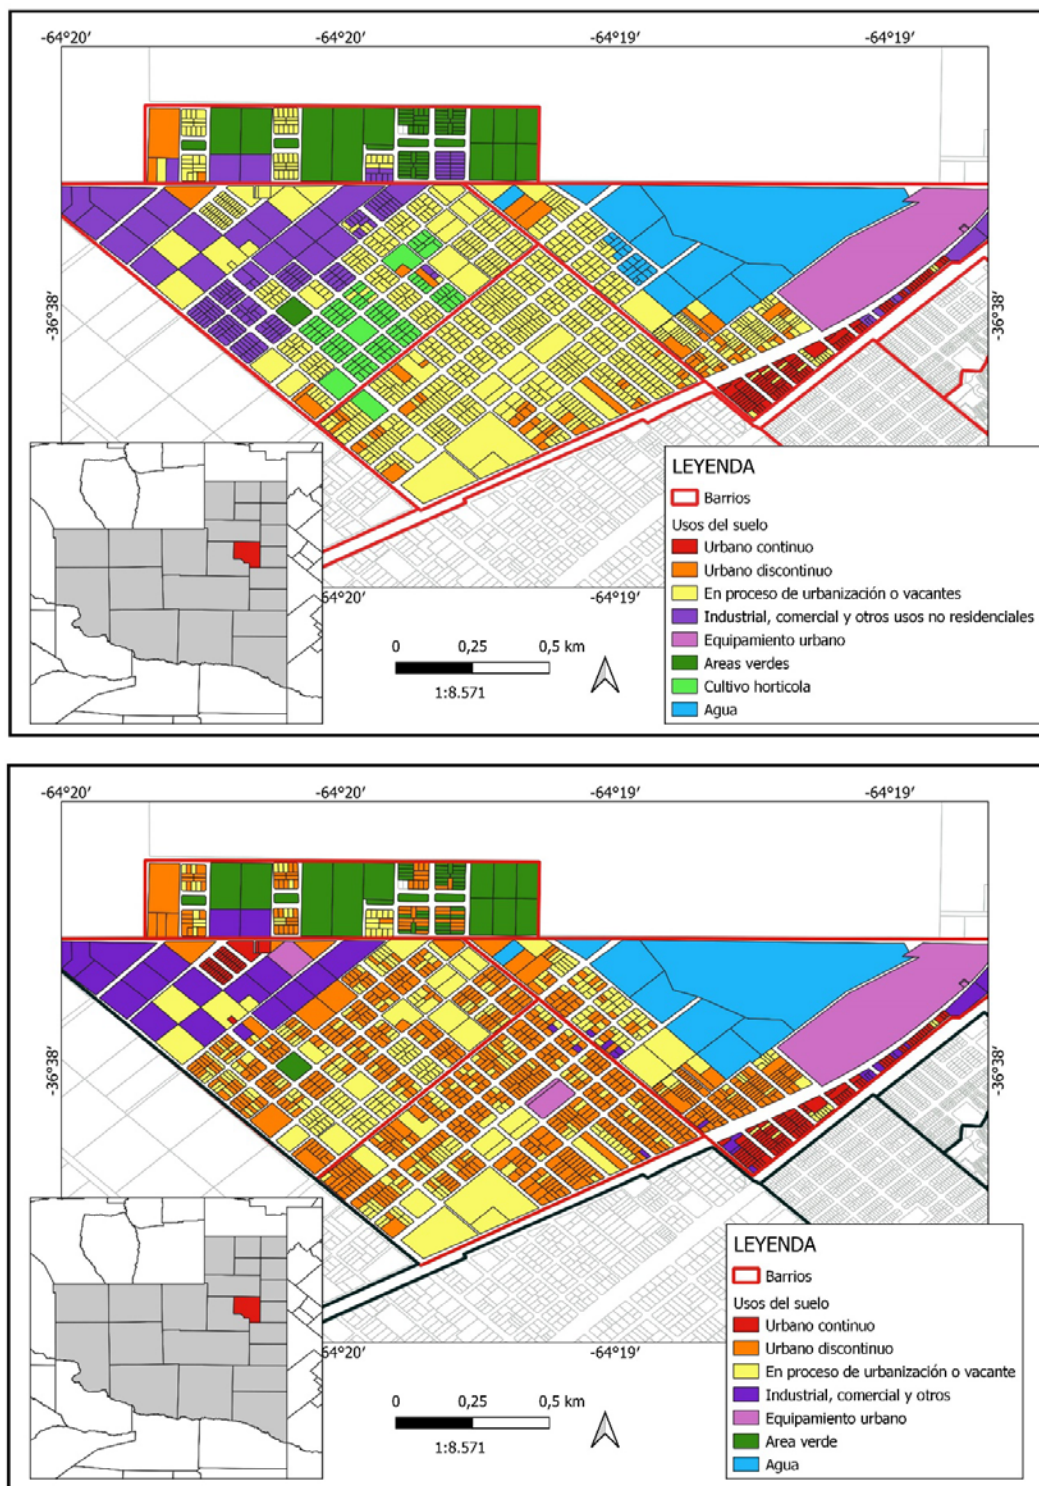 -64°20'
-64°20'
-64°19'
-64°19'
-36°38'
-36°38'
LEYENDA
Barrios
Usos del suelo
Urbano continuo
Urbano discontinuo
En proceso de urbanización o vacantes
Industrial, comercial y otros usos no residenciales
Equipamiento urbano
Areas verdes
Cultivo horticola
Agua
-64°20'
-64°19'
0 0,25 0,5 km
1:8.571
-64°20'
-64°20'
-64°19'
-64°19'
-36°38'
-36°38'
LEYENDA
Barrios
Usos del suelo
Urbano continuo
Urbano discontinuo
En proceso de urbanización o vacante
Industrial, comercial y otros
Equipamiento urbano
Area verde
Agua
-64°20'
-64°19'
0 0,25 0,5 km
1:8.571